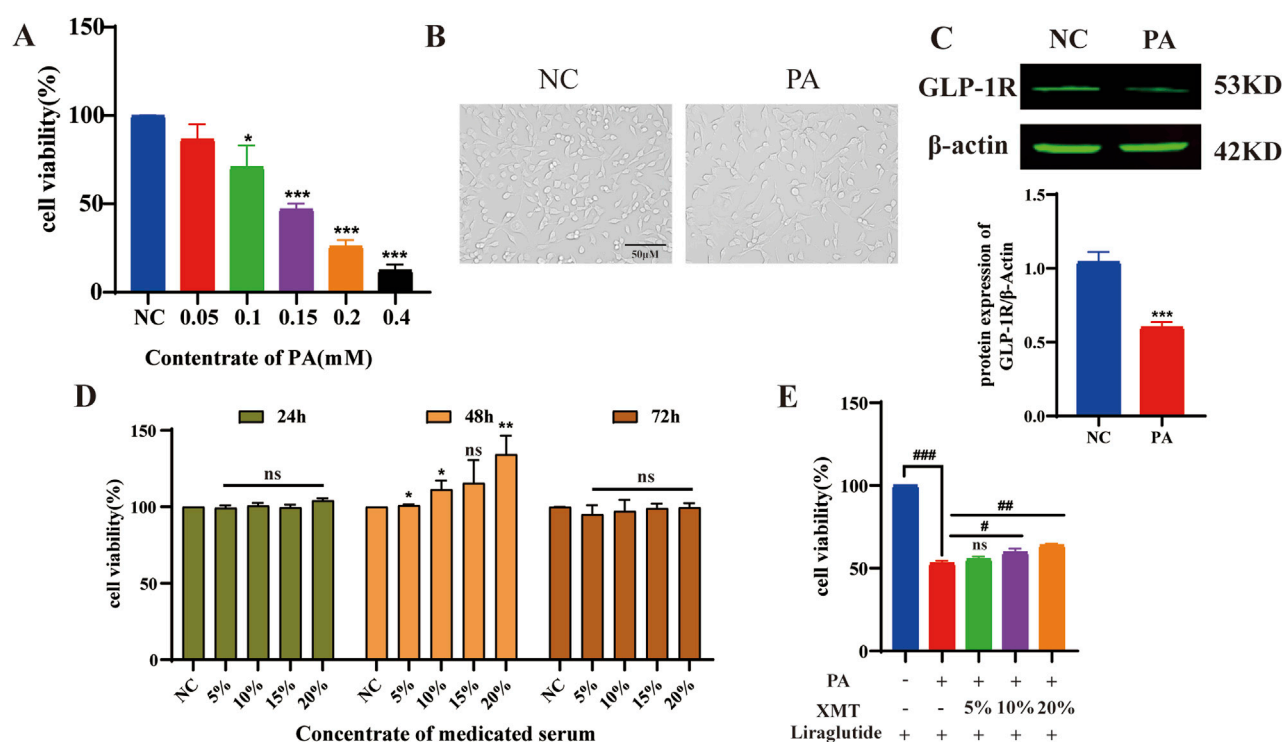 A
150
100
50
0
cell viability(%)
*
***
***
***
NC 0.05 0.1 0.15 0.2 0.4
Contentrate of PA(mM)
B
NC PA
50μM
C
NC PA
GLP-1R 53KD
β-actin 42KD
1.5
1.0
0.5
0.0
protein expression of
GLP-1R/β-Actin
***
NC PA
D
24h 48h 72h
150
100
50
0
cell viability(%)
ns
* * ns **
ns
NC 5% 10% 15% 20% NC 5% 10% 15% 20% NC 5% 10% 15% 20%
Concentrate of medicated serum
E
150
100
50
0
cell viability(%)
###
##
#
ns
PA - + + + +
XMT - - 5% 10% 20%
Liraglutide + + + + +